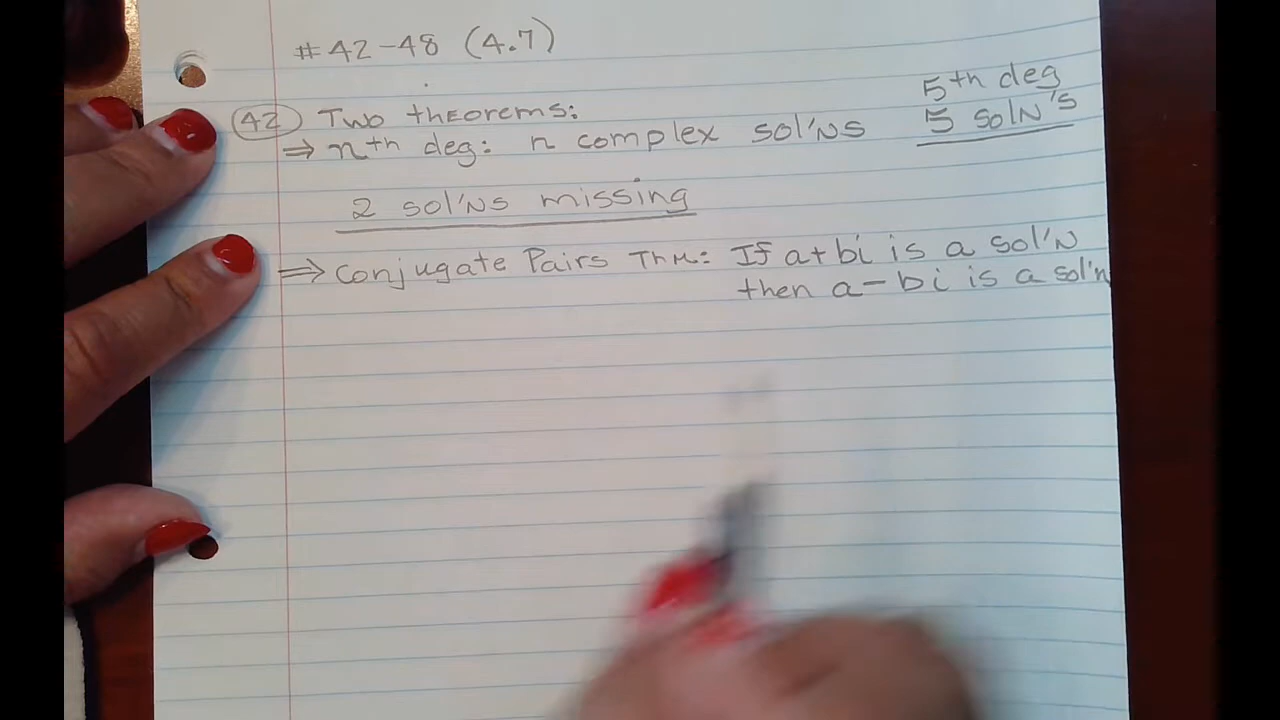 #42-48 (4.7)
42 Two theorems:
⇒ nth deg: n complex sol'Ns
5th deg
5 solN's
2 sol'Ns missing
⇒ conjugate Pairs Thm: If a+bi is a sol'N
then a-bi is a sol'n